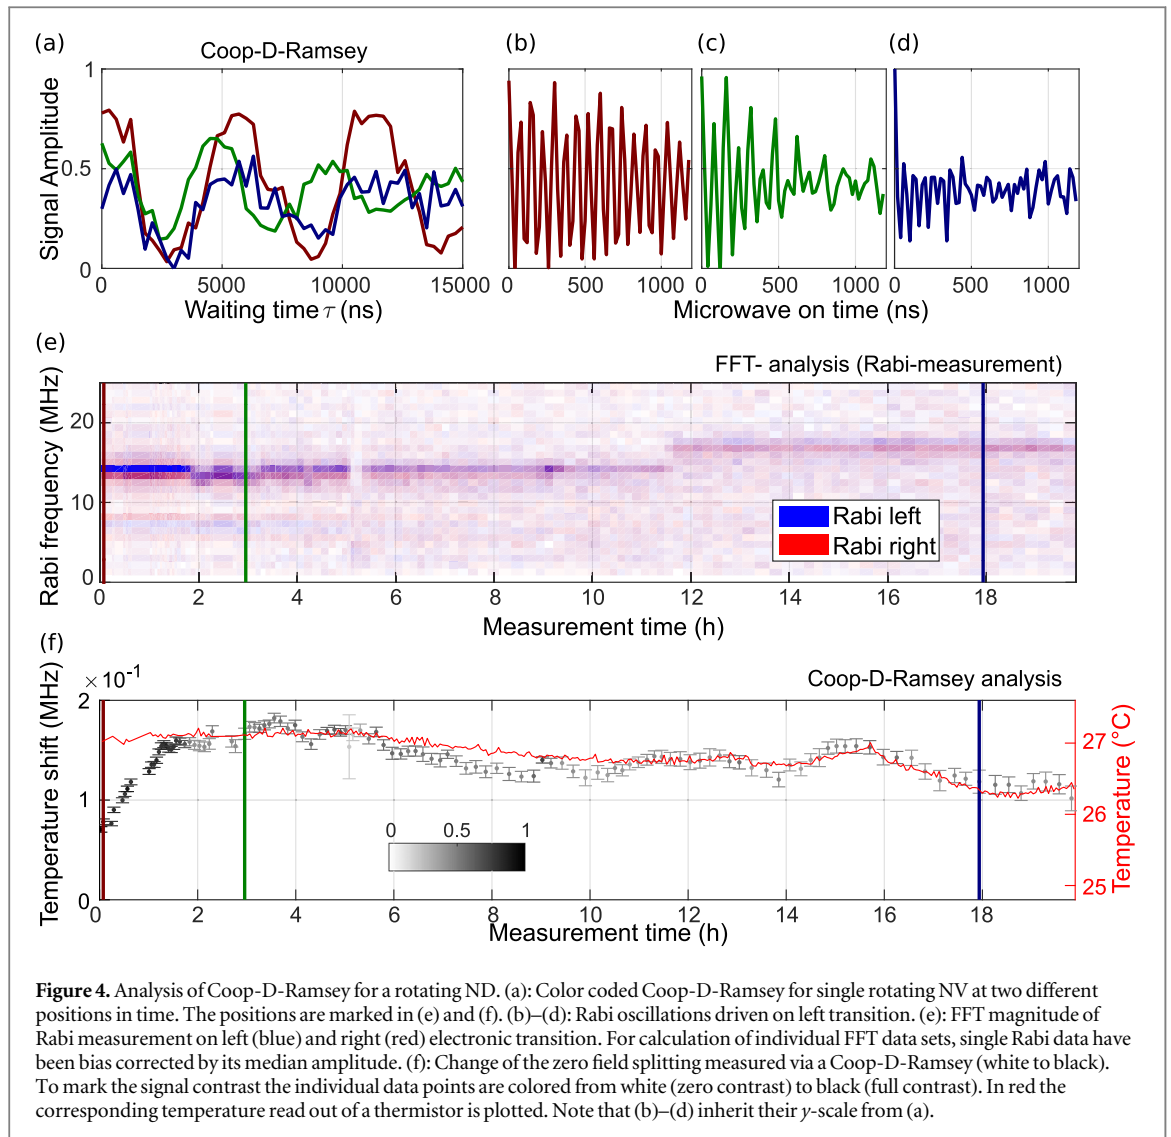 (a)
Coop-D-Ramsey
(b)
(c)
(d)
Signal Amplitude
1
0.5
0
0
5000
10000
15000
Waiting time τ (ns)
0
500
1000
0
500
1000
0
500
1000
Microwave on time (ns)
(e)
FFT- analysis (Rabi-measurement)
Rabi frequency (MHz)
20
10
0
Rabi left
Rabi right
0
2
4
6
8
10
12
14
16
18
Measurement time (h)
(f)
× 10⁻¹
Coop-D-Ramsey analysis
Temperature shift (MHz)
2
1
0
27
26
25
Temperature (°C)
0
0.5
1
0
2
4
6
8
10
12
14
16
18
Measurement time (h)
Figure 4. Analysis of Coop-D-Ramsey for a rotating ND. (a): Color coded Coop-D-Ramsey for single rotating NV at two different
positions in time. The positions are marked in (e) and (f). (b)–(d): Rabi oscillations driven on left transition. (e): FFT magnitude of
Rabi measurement on left (blue) and right (red) electronic transition. For calculation of individual FFT data sets, single Rabi data have
been bias corrected by its median amplitude. (f): Change of the zero field splitting measured via a Coop-D-Ramsey (white to black).
To mark the signal contrast the individual data points are colored from white (zero contrast) to black (full contrast). In red the
corresponding temperature read out of a thermistor is plotted. Note that (b)–(d) inherit their y-scale from (a).